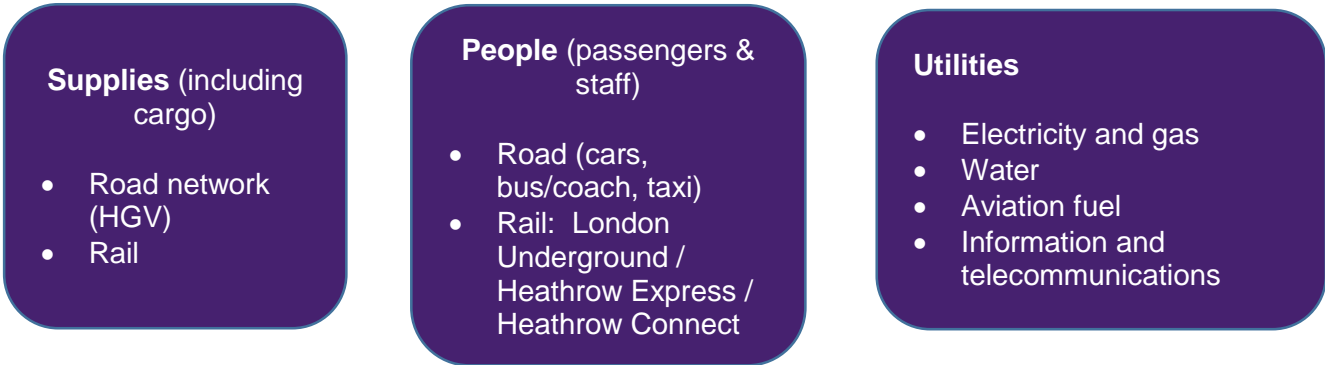 Supplies (including
cargo)
• Road network
(HGV)
• Rail
People (passengers &
staff)
• Road (cars,
bus/coach, taxi)
• Rail: London
Underground /
Heathrow Express /
Heathrow Connect
Utilities
• Electricity and gas
• Water
• Aviation fuel
• Information and
telecommunications